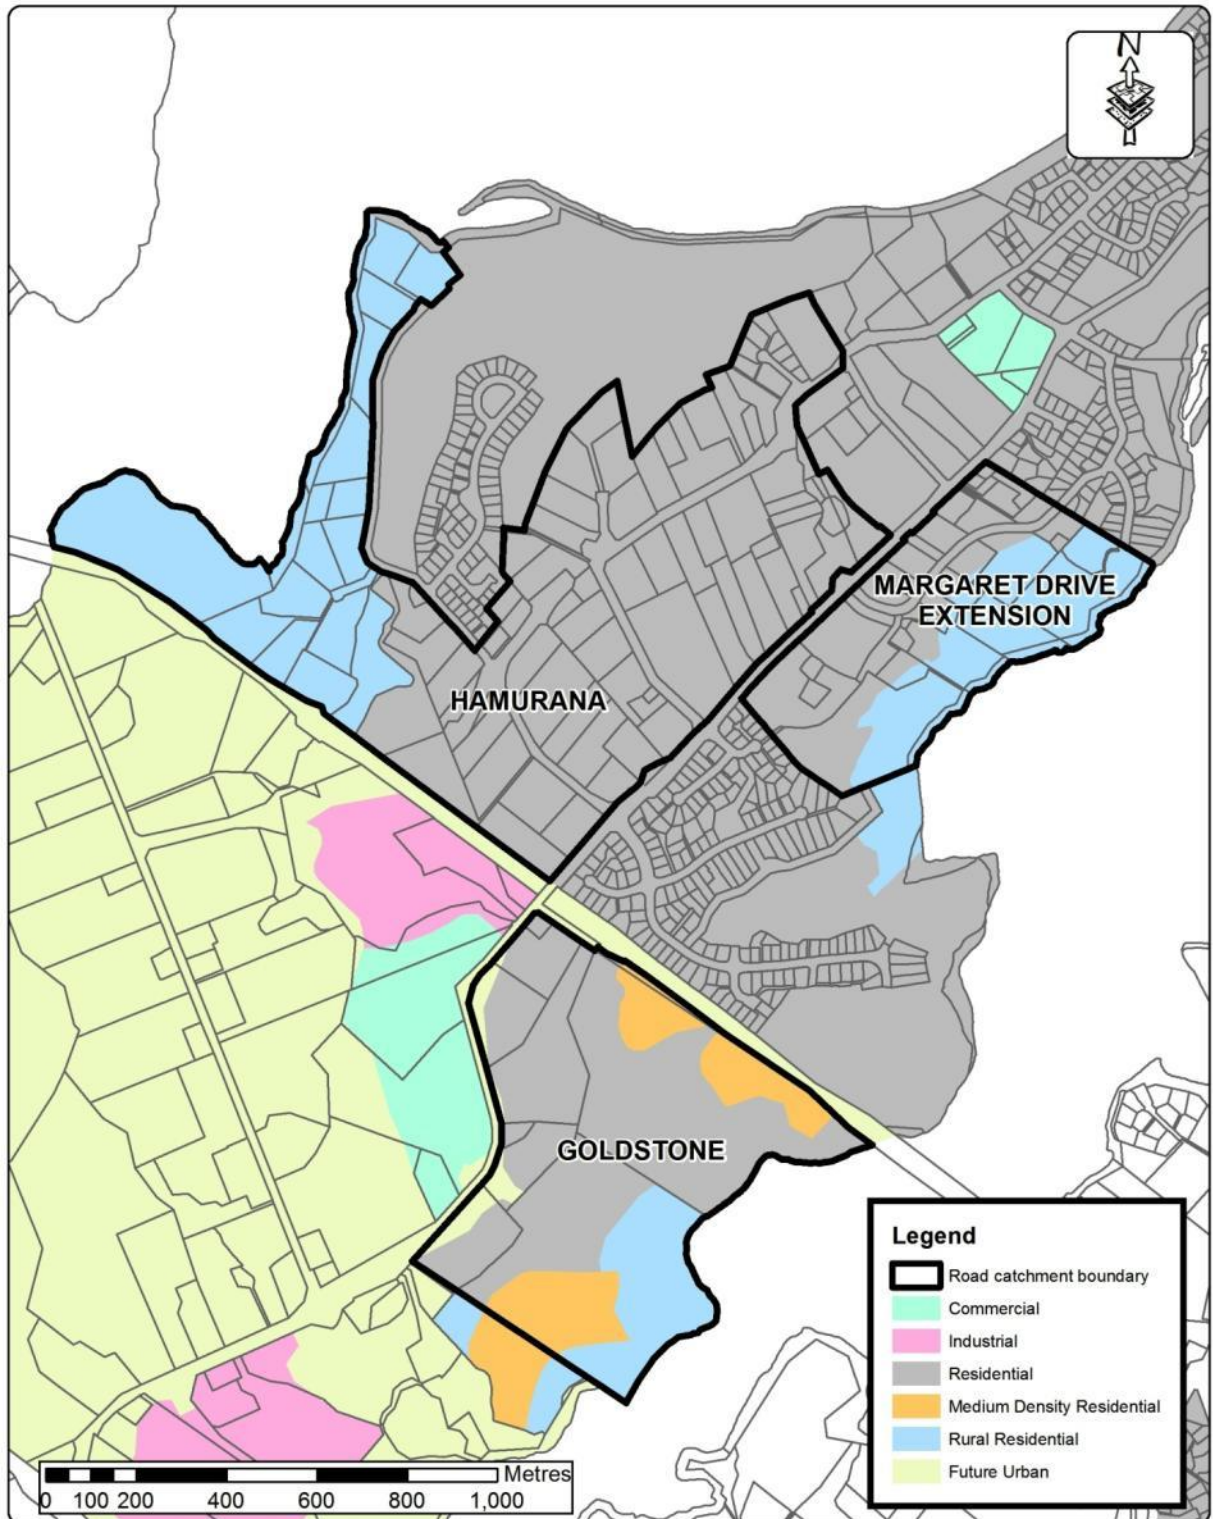 N
MARGARET DRIVE
EXTENSION
HAMURANA
GOLDSTONE
Legend
Road catchment boundary
Commercial
Industrial
Residential
Medium Density Residential
Rural Residential
Future Urban
Metres
0 100 200 400 600 800 1,000